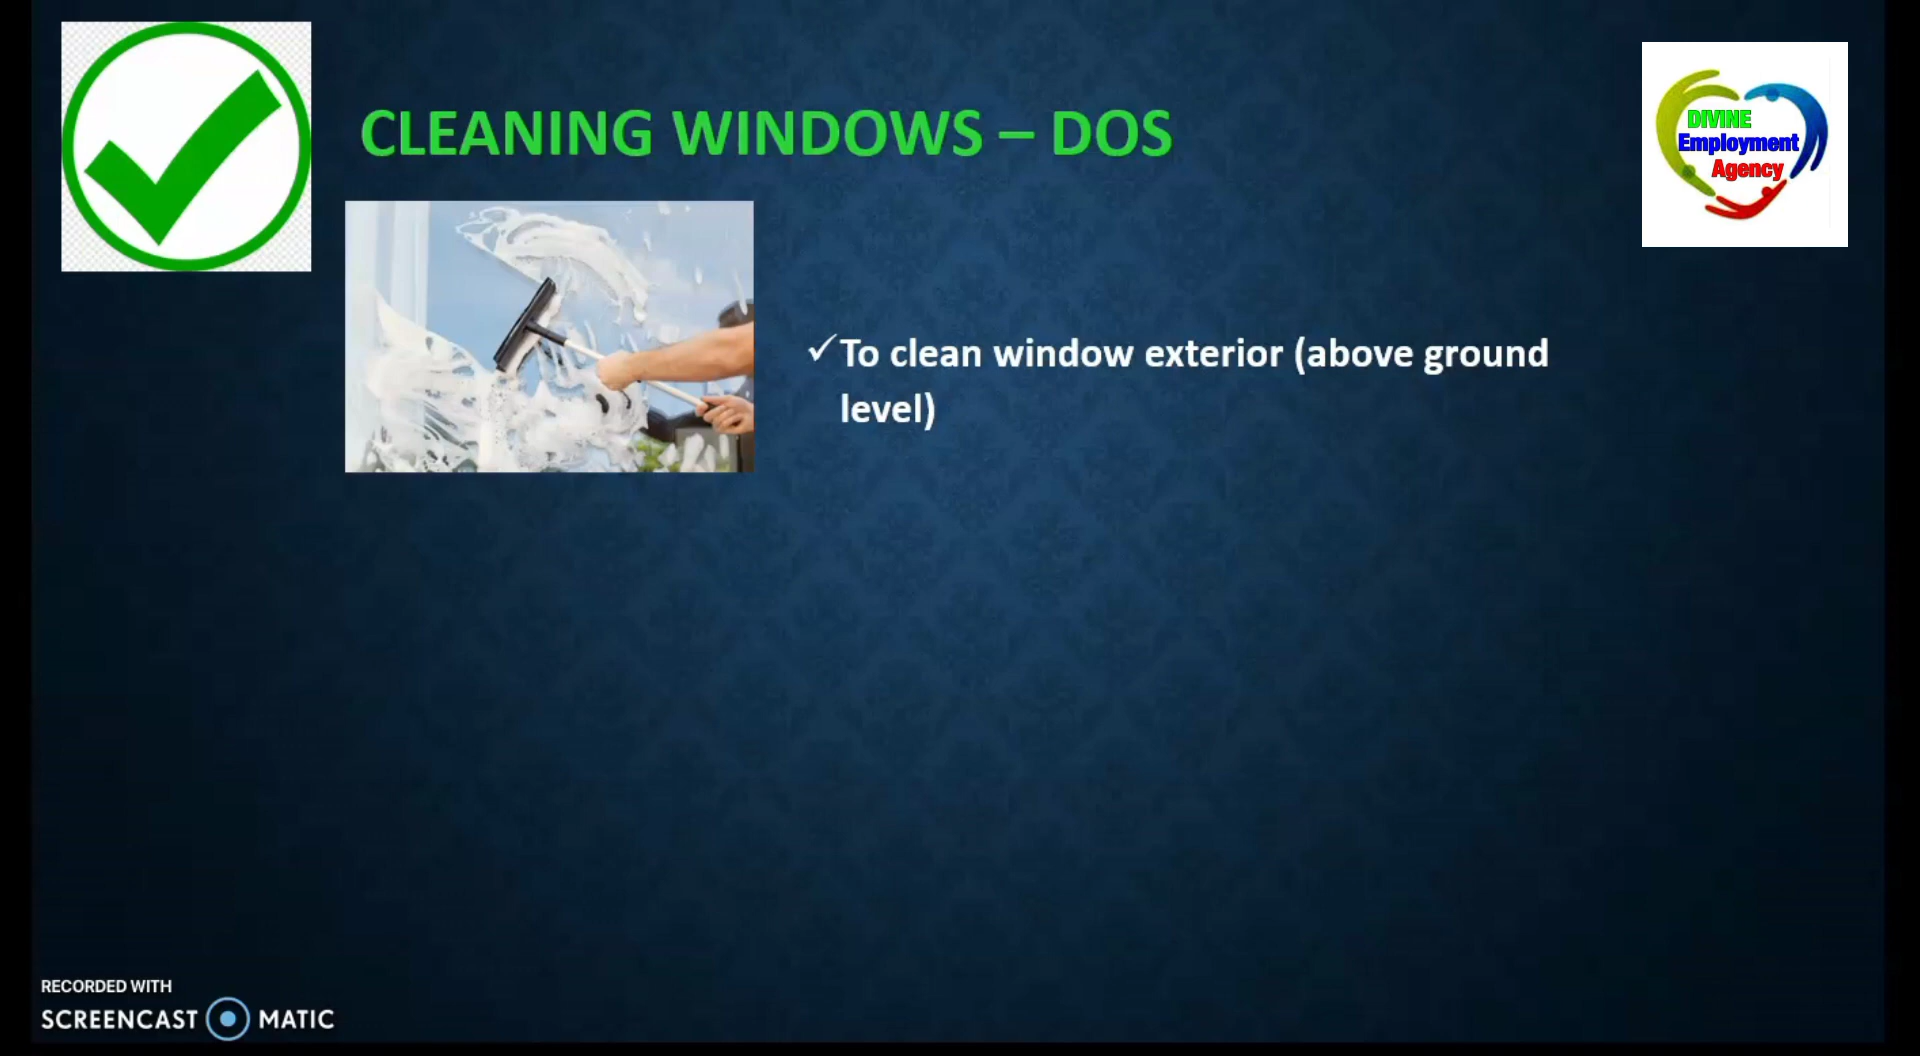 CLEANING WINDOWS – DOS
DIVINE
Employment
Agency
✓To clean window exterior (above ground
level)
RECORDED WITH
SCREENCAST MATIC